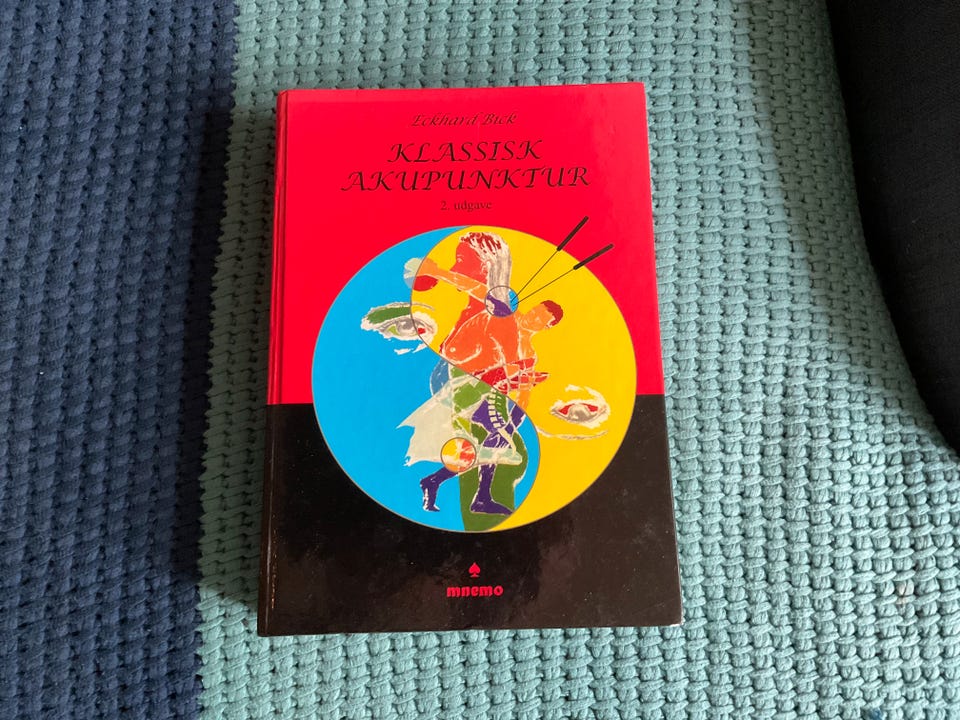 Eckhard Bick
KLASSISK
AKUPUNKTUR
2. udgave
mnemo